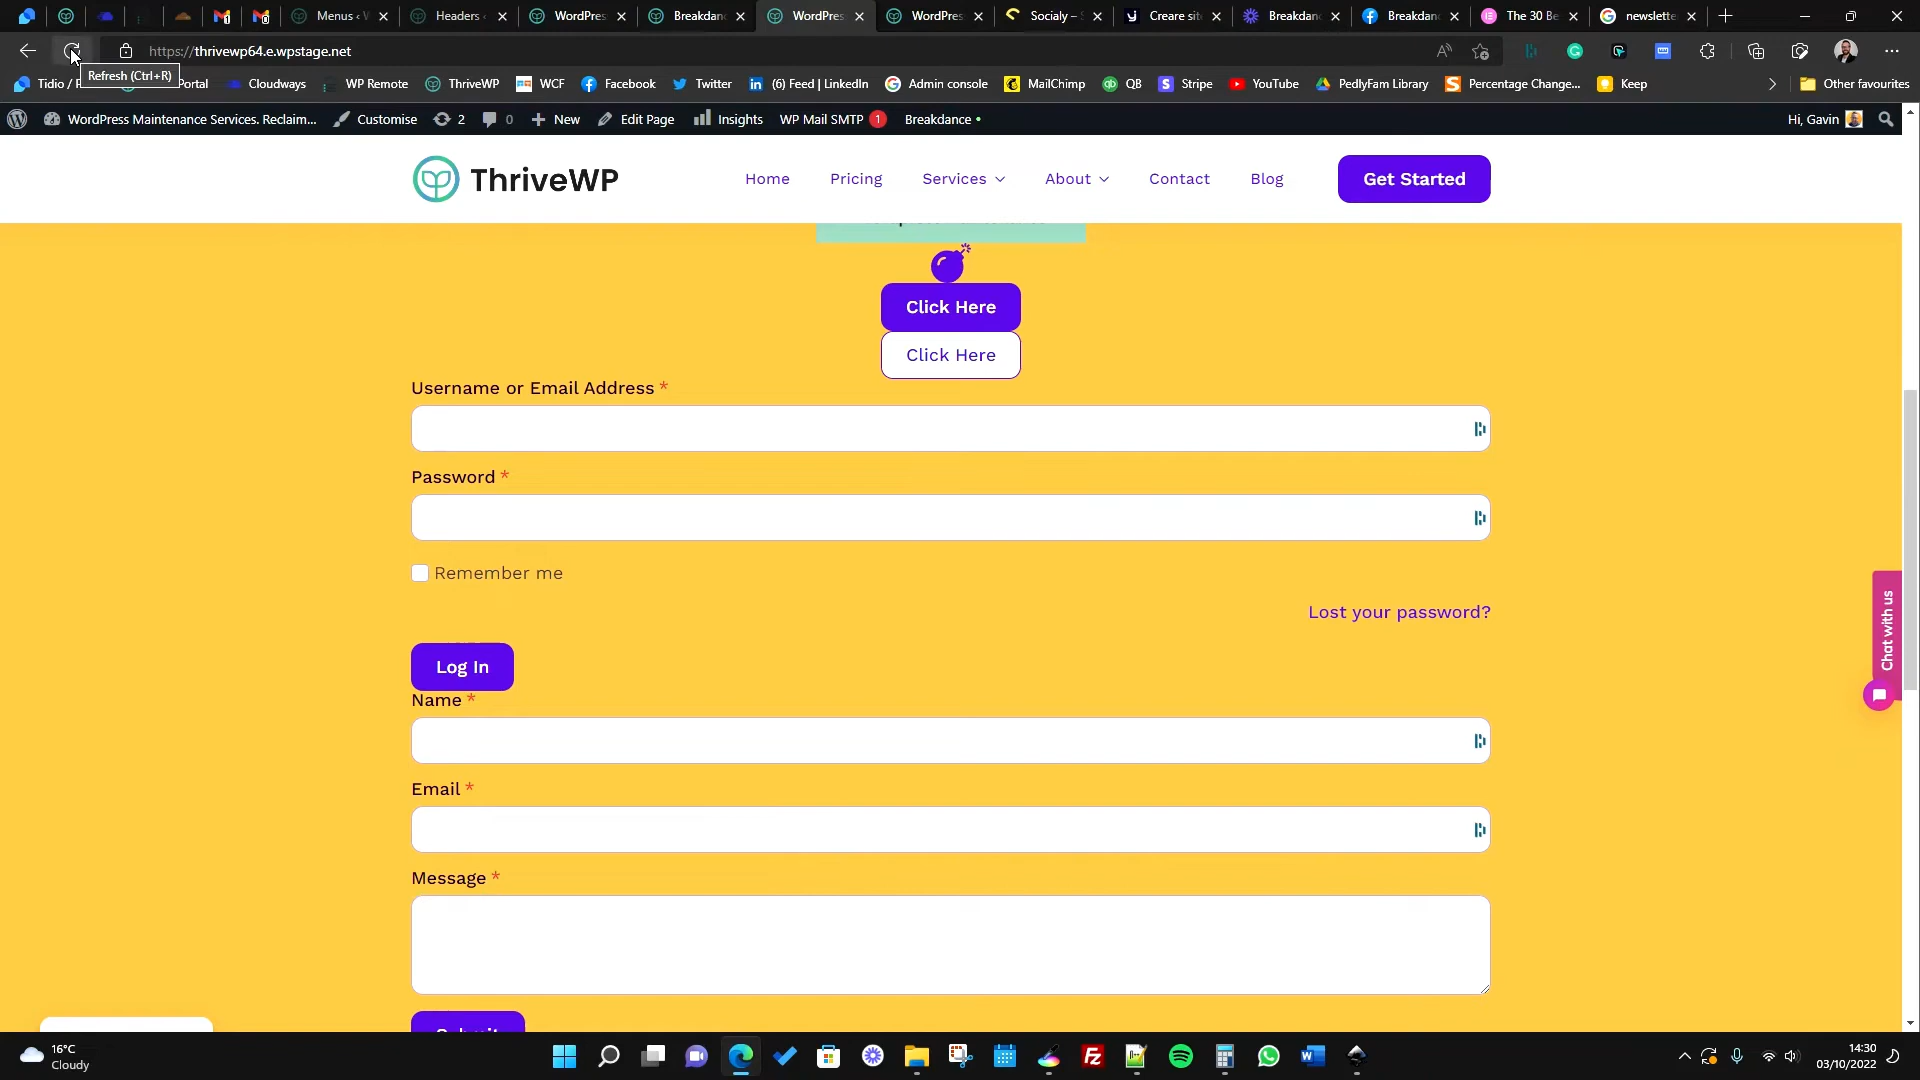 1
Menus ‹ W
Headers ‹
WordPres
Breakdan
WordPres
WordPres
Socialy –
Creare sit
Breakdan
Breakdan
The 30 Be
newslette
https://thrivewp64.e.wpstage.net
Refresh (Ctrl+R)
Tidio /
Portal
Cloudways
WP Remote
ThriveWP
WCF
Facebook
Twitter
(6) Feed | LinkedIn
Admin console
MailChimp
QB
Stripe
YouTube
PedlyFam Library
Percentage Change...
Keep
Other favourites
WordPress Maintenance Services. Reclaim...
Customise
2
0
New
Edit Page
Insights
WP Mail SMTP 1
Breakdance
Hi, Gavin
ThriveWP
Home
Pricing
Services
About
Contact
Blog
Get Started
Click Here
Click Here
Username or Email Address *
Password *
Remember me
Lost your password?
Log In
Name *
Email *
Message *
Submit
Chat with us
16°C
Cloudy
14:30
03/10/2022